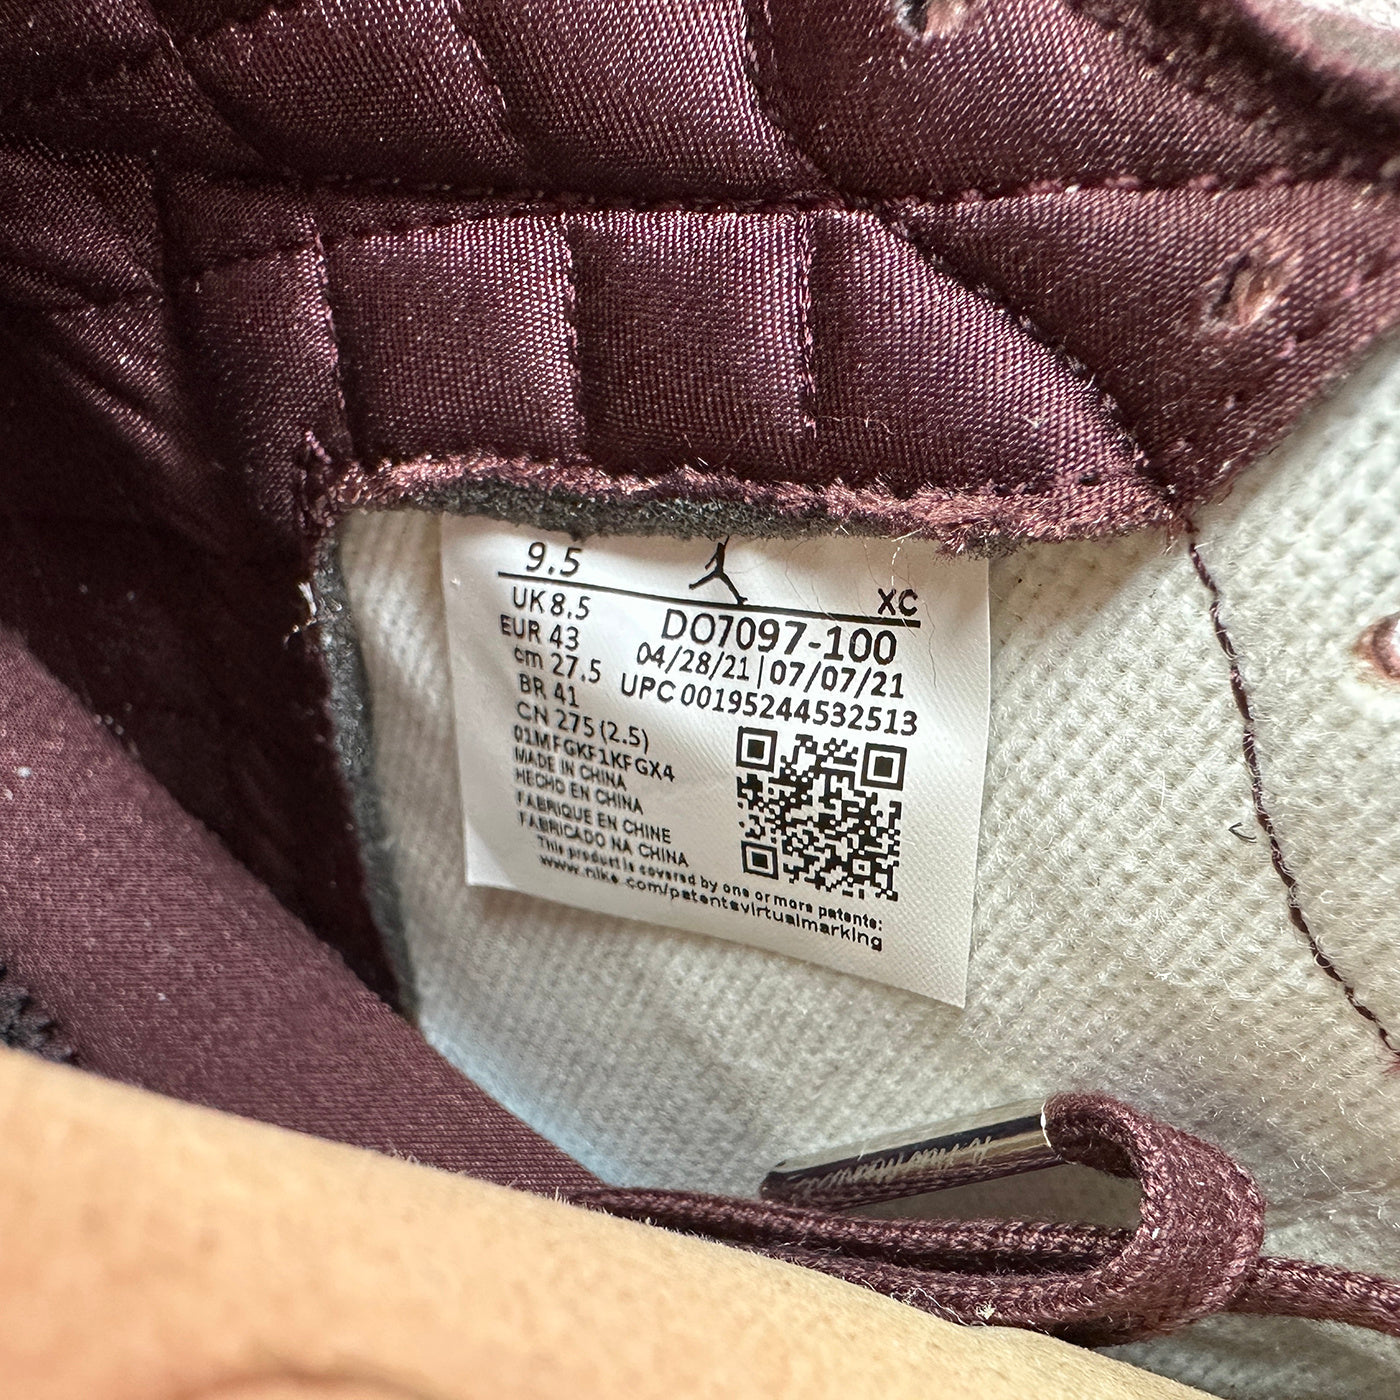 9.5
XC
UK 8.5
EUR 43
cm 27.5
BR 41
CN 275 (2.5)
DO7097-100
04/28/21 | 07/07/21
UPC 00195244532513
01MFGKF1KFGX4
MADE IN CHINA
HECHO EN CHINA
FABRIQUE EN CHINE
FABRICADO NA CHINA
This product is covered by one or more patents:
www.nike.com/patentsvirtualmarking